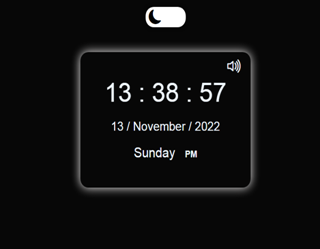 13 : 38 : 57
13 / November / 2022
Sunday PM